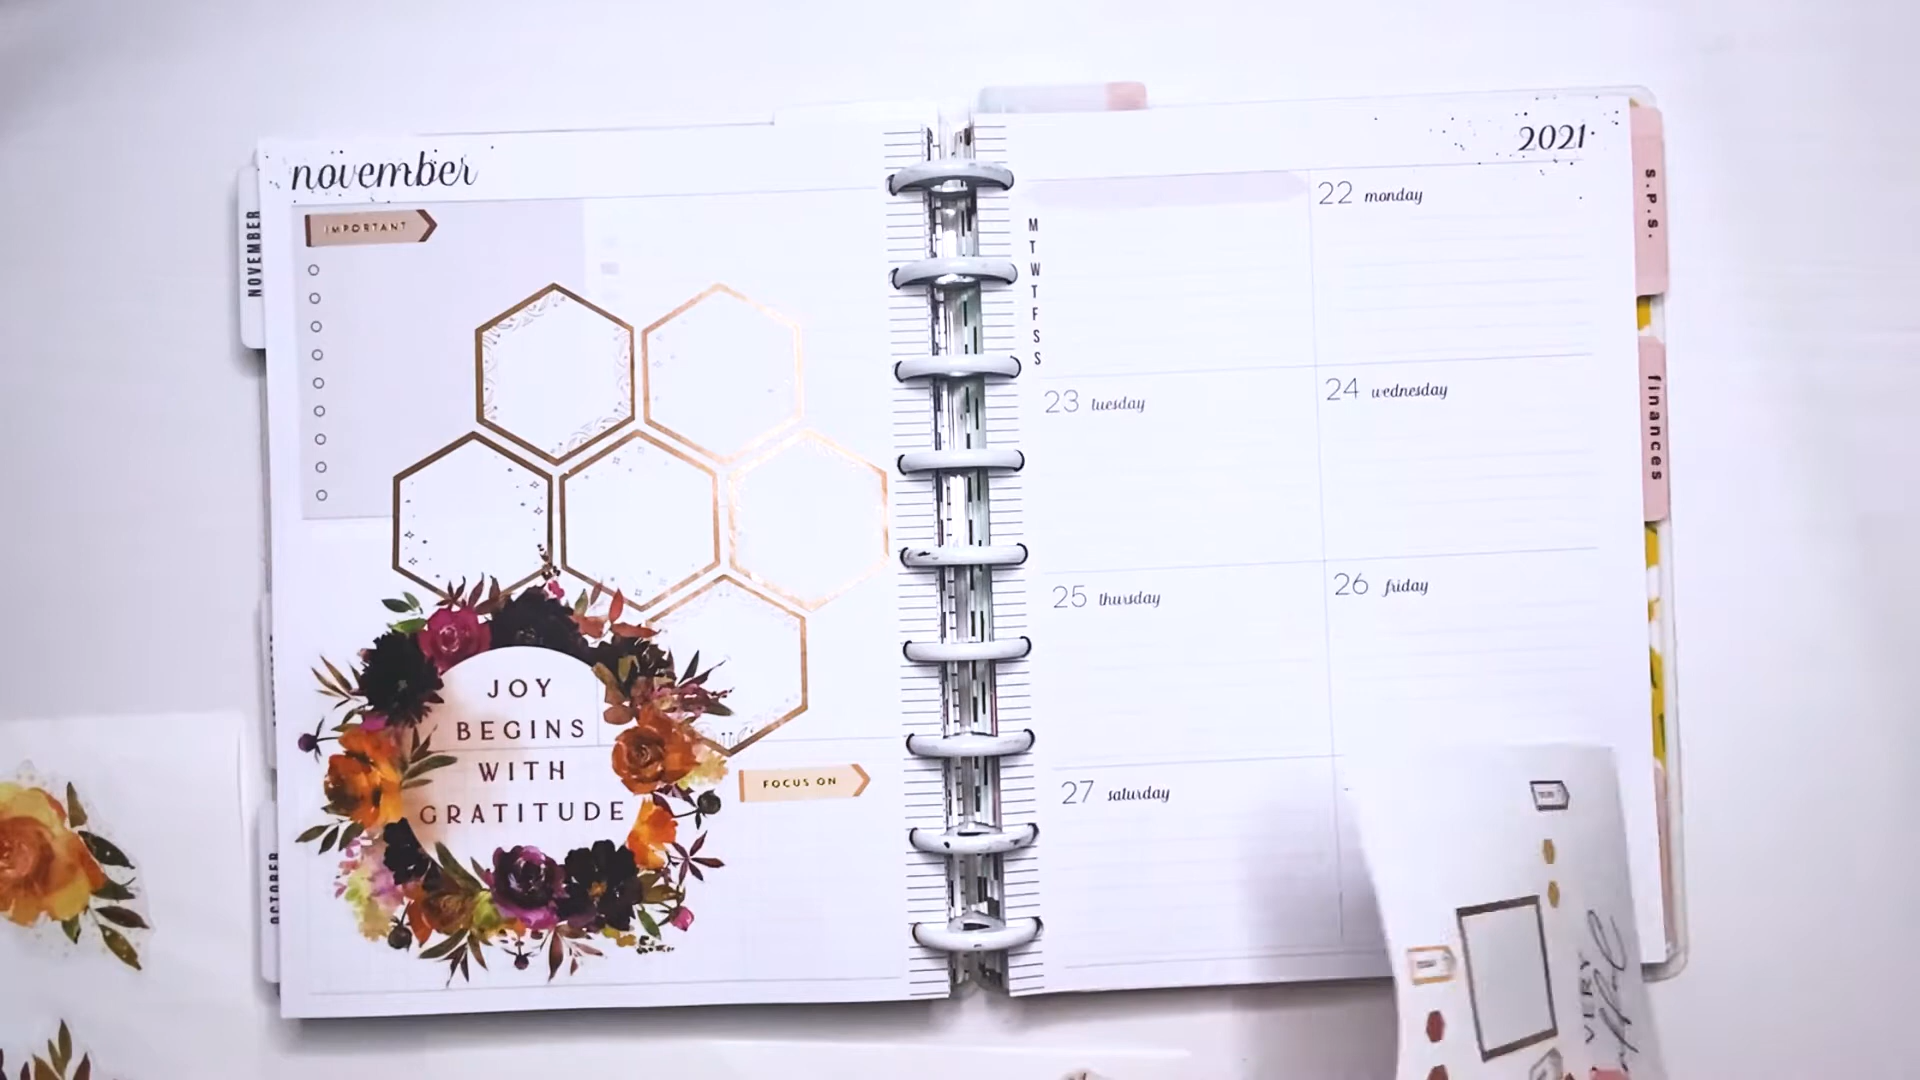 november
2021
NOVEMBER
IMPORTANT
JOY
BEGINS
WITH
GRATITUDE
FOCUS ON
OCTOBER
M
T
W
T
F
S
S
22 monday
23 tuesday
24 wednesday
25 thursday
26 friday
27 saturday
S.P.S.
finances
VERY